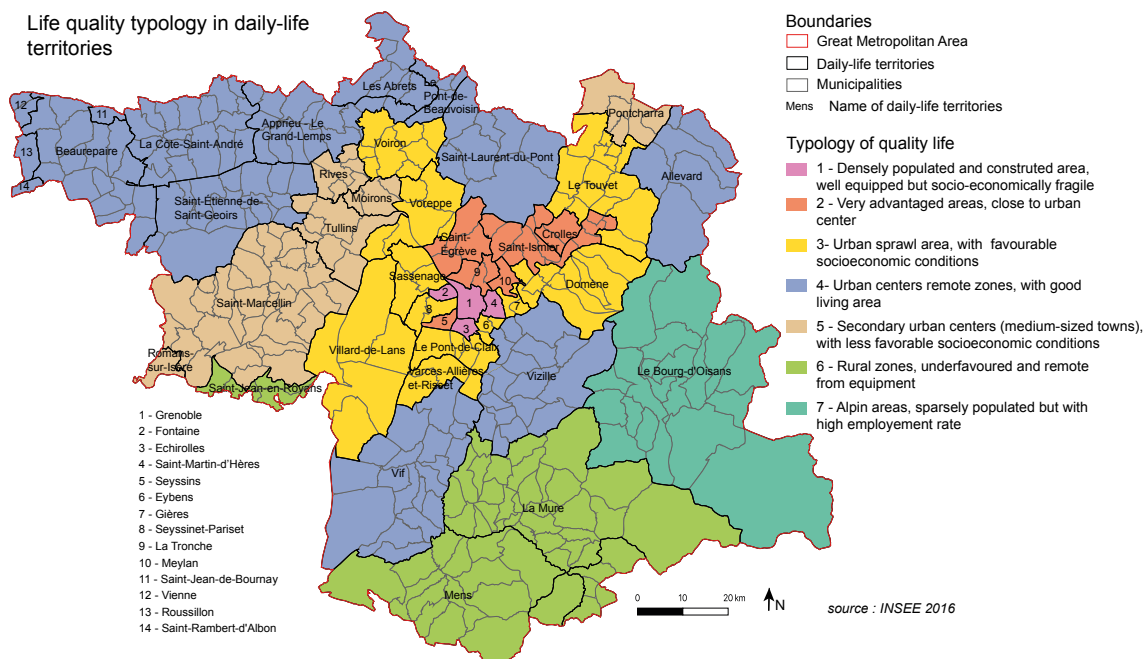 Life quality typology in daily-life
territories
Boundaries
Great Metropolitan Area
Daily-life territories
Municipalities
Mens Name of daily-life territories
Typology of quality life
1 - Densely populated and construted area,
well equipped but socio-economically fragile
2 - Very advantaged areas, close to urban
center
3- Urban sprawl area, with favourable
socioeconomic conditions
4- Urban centers remote zones, with good
living area
5 - Secondary urban centers (medium-sized towns),
with less favorable socioeconomic conditions
6 - Rural zones, underfavoured and remote
from equipment
7 - Alpin areas, sparsely populated but with
high employement rate
12
11
13
14
Beaurepaire
La Côte-Saint-André
Apprieu - Le
Grand-Lemps
Les Abrets
Pont-de-
Beauvoisin
Voiron
Saint-Laurent-du-Pont
Pontcharra
Le Touvet
Allevard
Saint-Étienne-de-
Saint-Geoirs
Rives
Moirons
Tullins
Voreppe
Saint-
Egrève
Saint-Ismier
Crolles
Sassenage
9
10
Domène
2
1
4
7
8
5
3
6
Saint-Marcellin
Romans-
sur-Isère
Saint-Jean-en-Royans
Villard-de-Lans
Le Pont-de-Claix
Varces-Allières-
et-Risset
Vizille
Le Bourg-d'Oisans
Vif
La Mure
Mens
1 - Grenoble
2 - Fontaine
3 - Echirolles
4 - Saint-Martin-d'Hères
5 - Seyssins
6 - Eybens
7 - Gières
8 - Seyssinet-Pariset
9 - La Tronche
10 - Meylan
11 - Saint-Jean-de-Bournay
12 - Vienne
13 - Roussillon
14 - Saint-Rambert-d'Albon
0 10 20 km
N
source : INSEE 2016